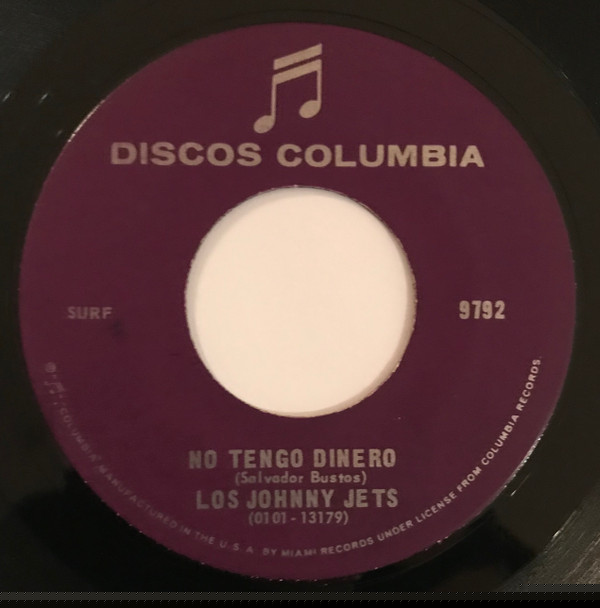 DISCOS COLUMBIA
SURF
9792
NO TENGO DINERO
(Salvador Bustos)
LOS JOHNNY JETS
(0101-13179)
"COLUMBIA" MANUFACTURED IN THE U.S.A. BY MIAMI RECORDS UNDER LICENSE FROM COLUMBIA RECORDS.